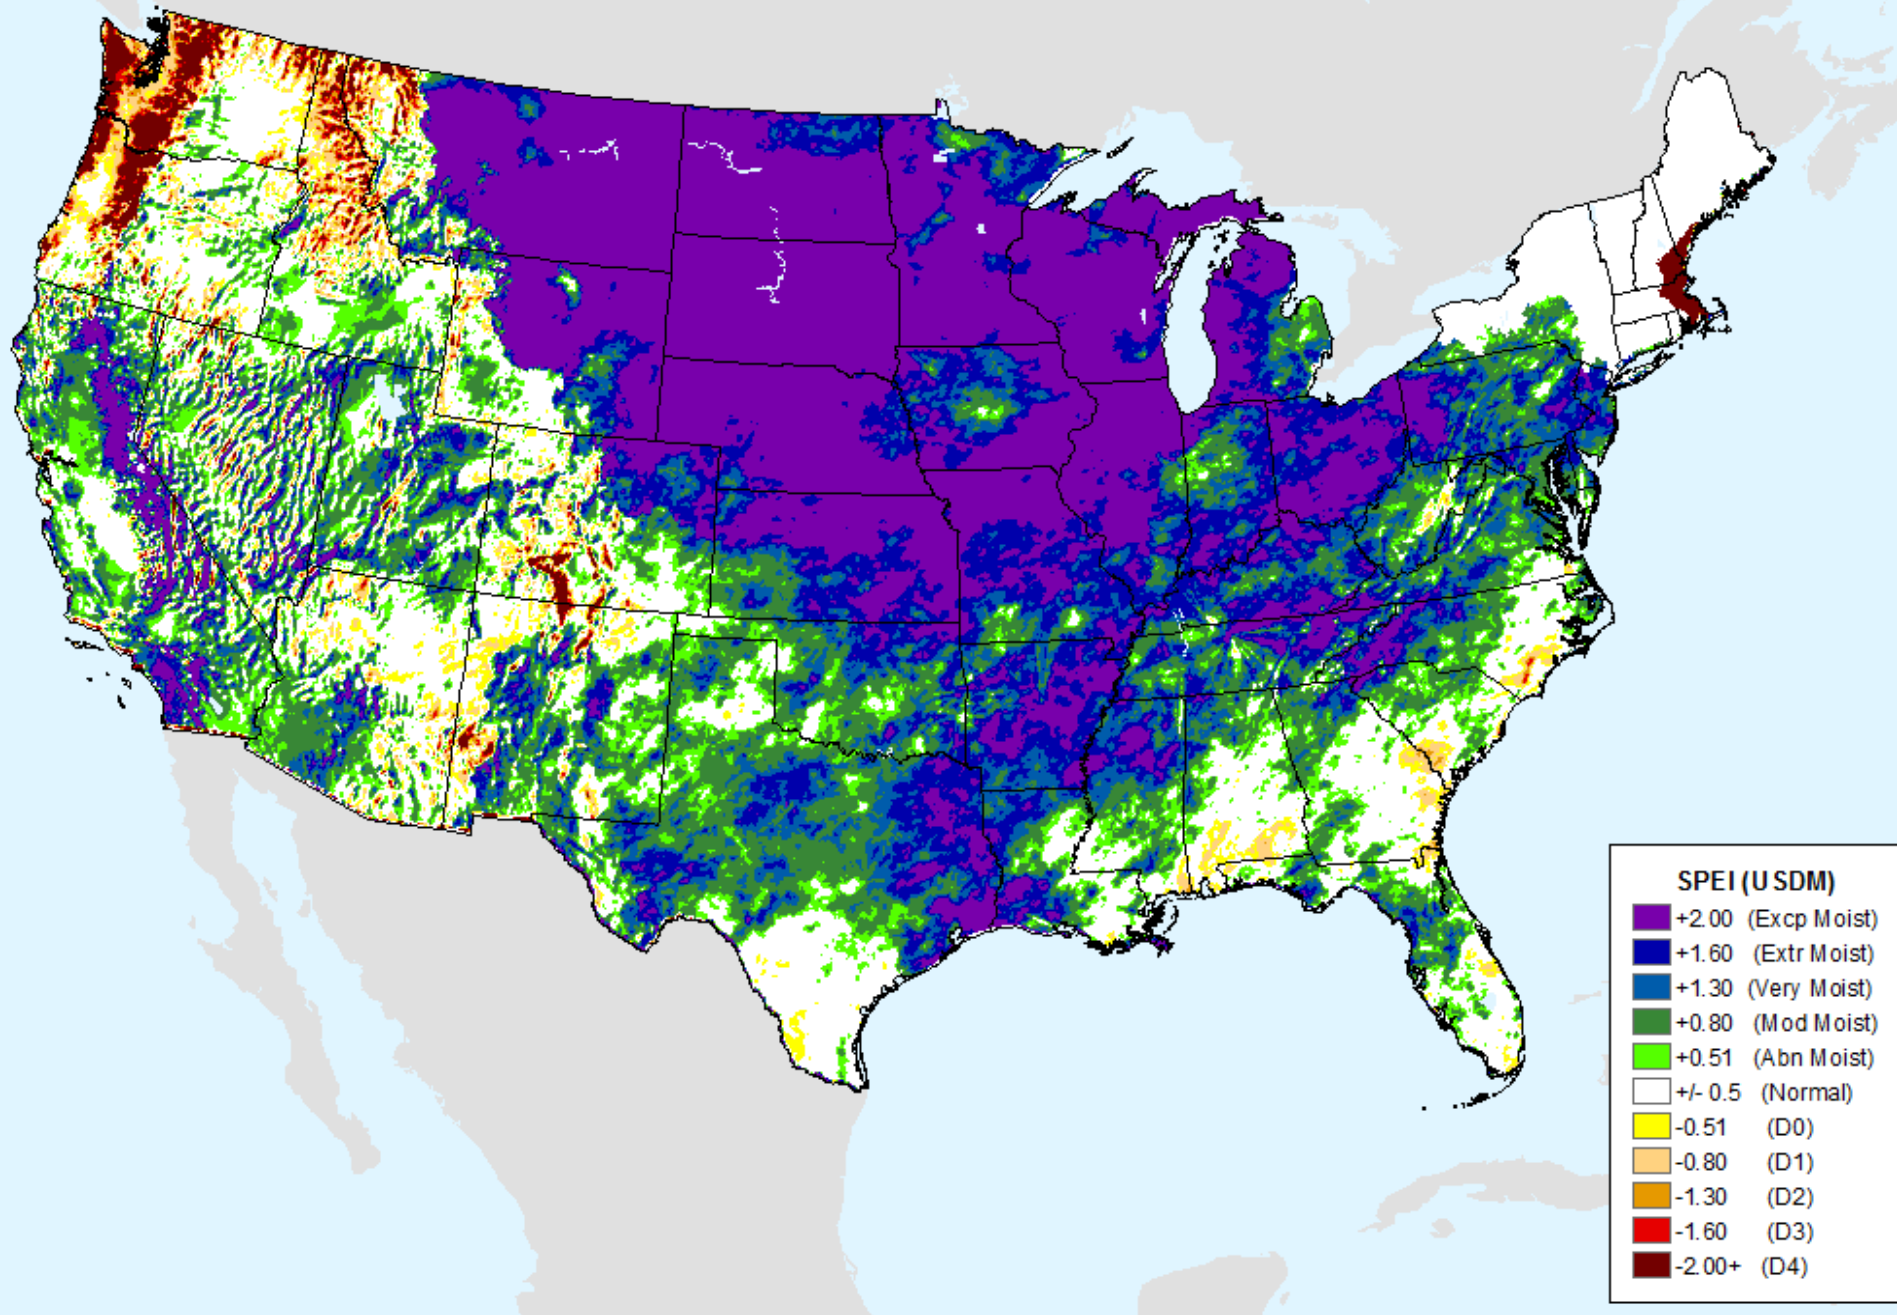 SPEI (USDM)
+2.00 (Excp Moist)
+1.60 (Extr Moist)
+1.30 (Very Moist)
+0.80 (Mod Moist)
+0.51 (Abn Moist)
+/- 0.5 (Normal)
-0.51 (D0)
-0.80 (D1)
-1.30 (D2)
-1.60 (D3)
-2.00+ (D4)